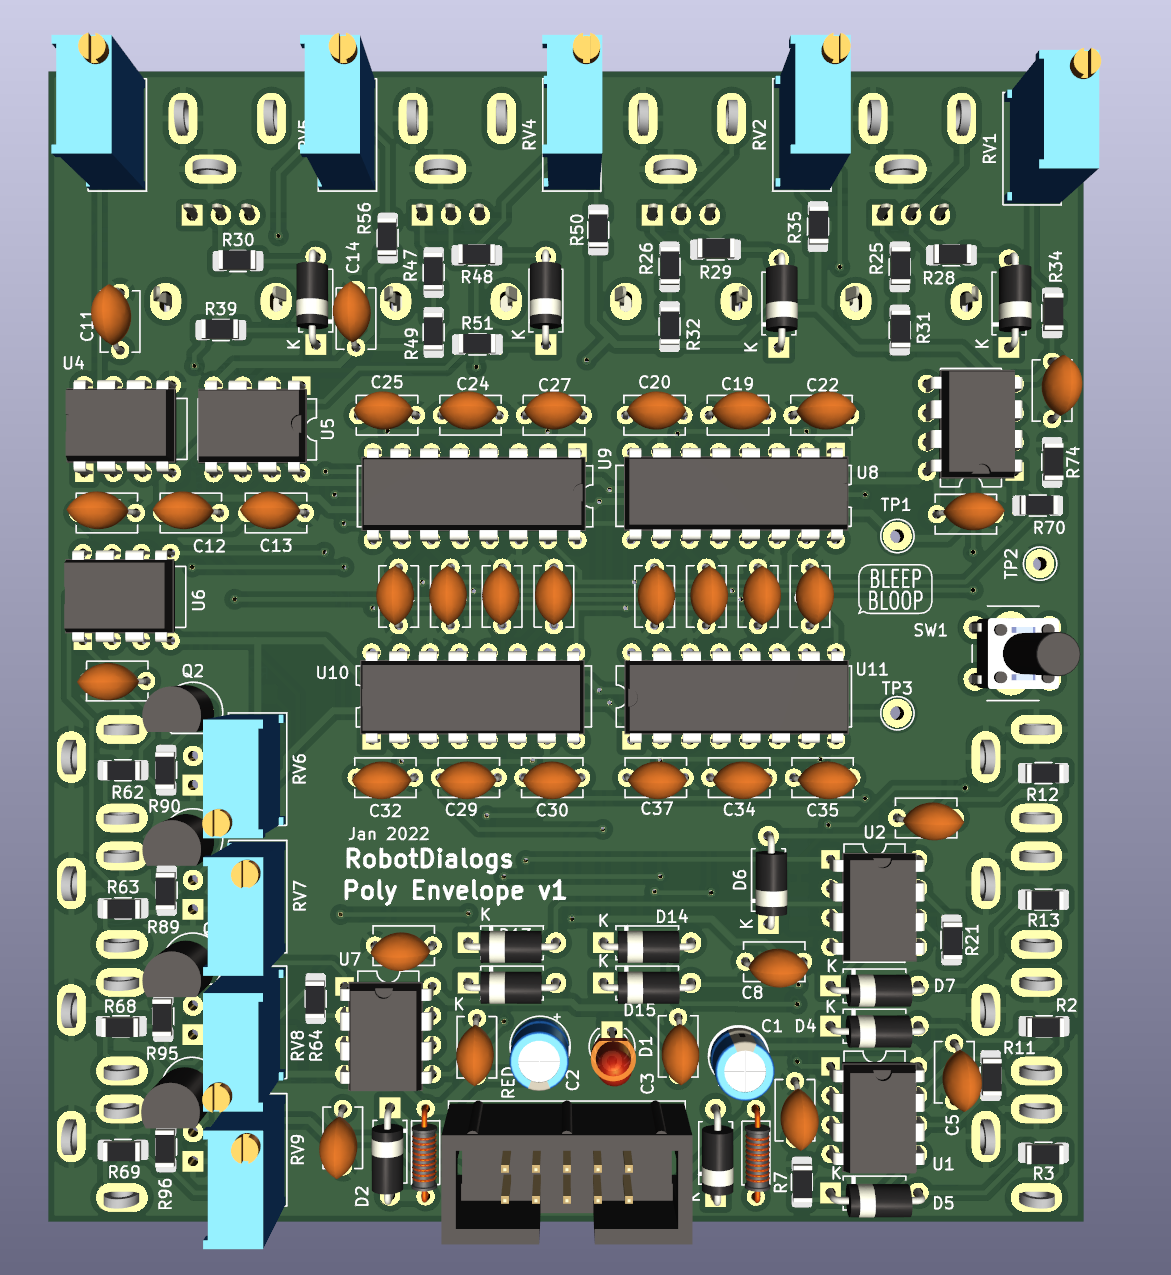 RV5
RV4
RV2
RV1
R56
R50
R35
R30
C14
R47
R48
R26
R29
R25
R28
R34
C11
R39
K
R49
R51
K
R32
K
R31
K
U4
C25
C24
C27
C20
C19
C22
U5
U9
U8
R74
TP1
R70
C12
C13
TP2
BLEEP
BLOOP
U6
SW1
Q2
U10
U11
TP3
RV6
R62
R90
C32
C29
C30
C37
C34
C35
R12
Jan 2022
U2
RobotDialogs
Poly Envelope v1
D6
R63
R89
RV7
K
K
D14
K
R13
R21
U7
K
K
C8
K
D7
R68
R95
RV8
R64
K
D15
C1
D4
K
R2
R11
+
RED
C2
D1
C3
K
C5
R69
R96
RV9
D2
K
R7
K
U1
R3
D5